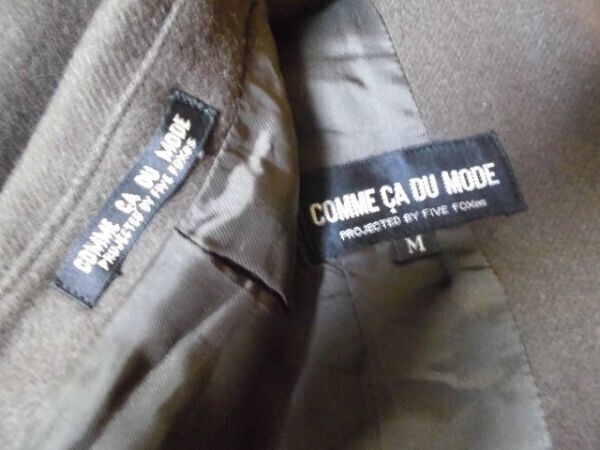 COMME ÇA DU MODE
PROJECTED BY FIVE FOXes
COMME ÇA DU MODE
PROJECTED BY FIVE FOXes
M